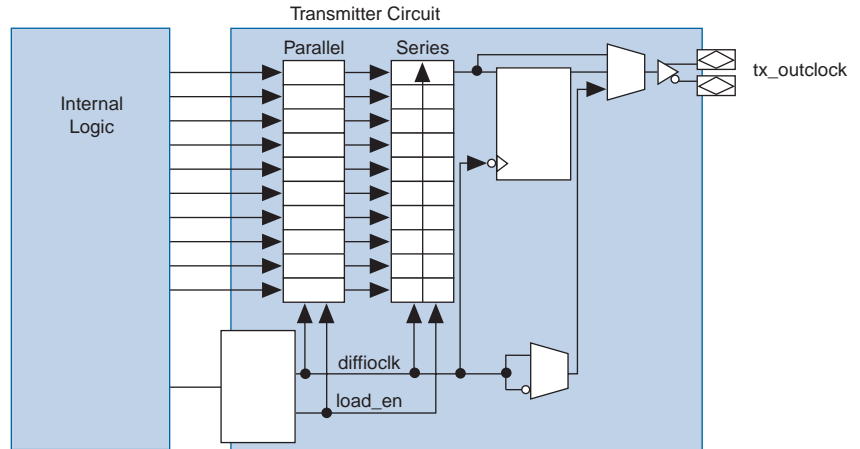 Transmitter Circuit
Parallel
Series
tx_outclock
Internal
Logic
diffioclk
load_en